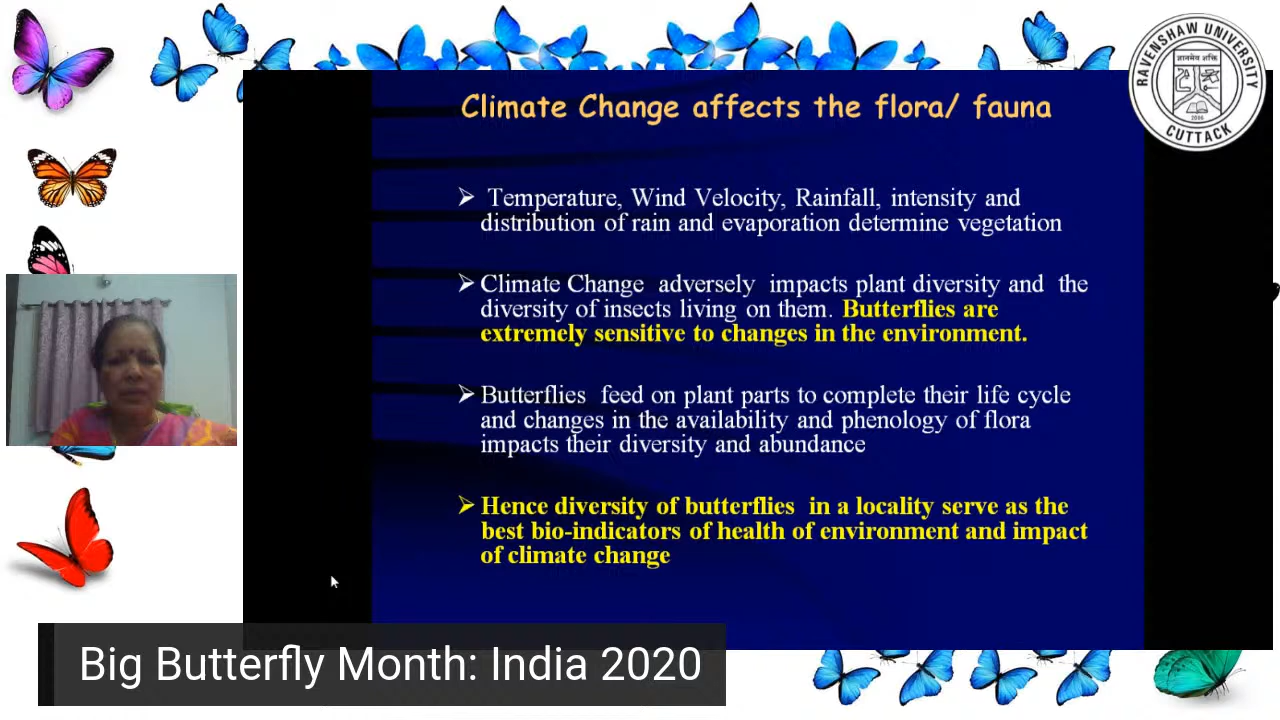 RAVENSHAW UNIVERSITY
ज्ञानमेव शक्ति
2006
CUTTACK
Climate Change affects the flora/ fauna
➢ Temperature, Wind Velocity, Rainfall, intensity and
distribution of rain and evaporation determine vegetation
➢ Climate Change adversely impacts plant diversity and the
diversity of insects living on them. Butterflies are
extremely sensitive to changes in the environment.
➢ Butterflies feed on plant parts to complete their life cycle
and changes in the availability and phenology of flora
impacts their diversity and abundance
➢ Hence diversity of butterflies in a locality serve as the
best bio-indicators of health of environment and impact
of climate change
Big Butterfly Month: India 2020